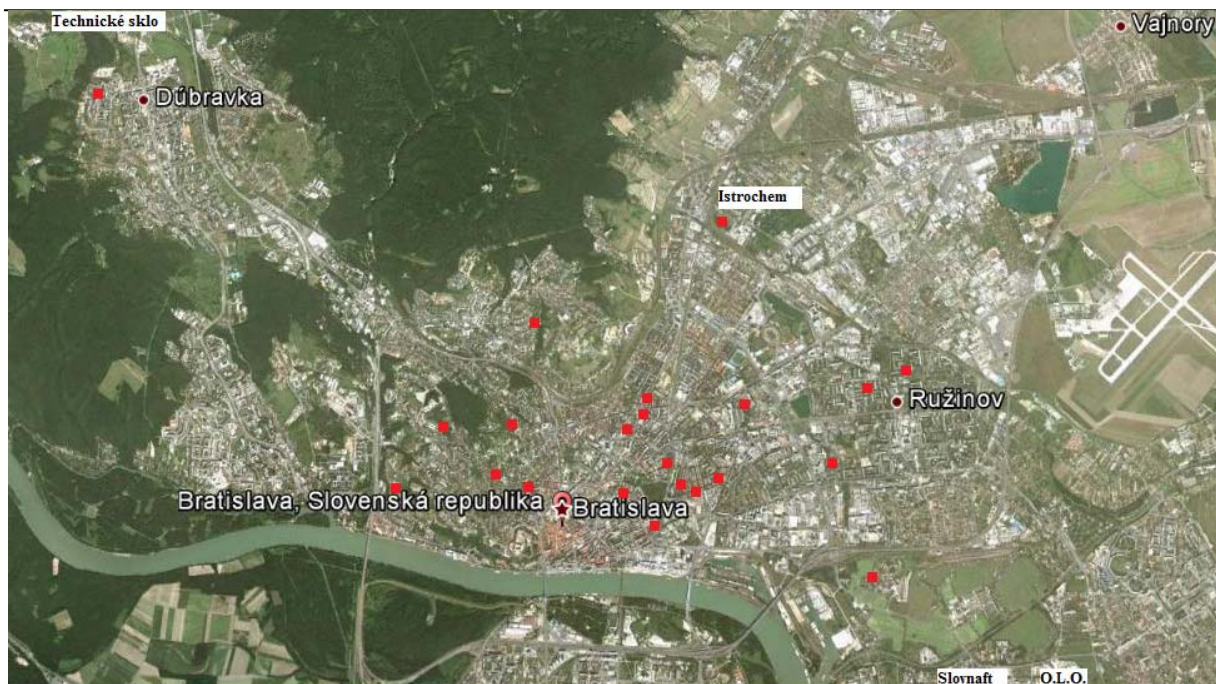 Technické sklo
Vajnory
Dúbravka
Istrochem
Ružinov
Bratislava, Slovenská republika
Bratislava
Slovnaft
O.L.O.